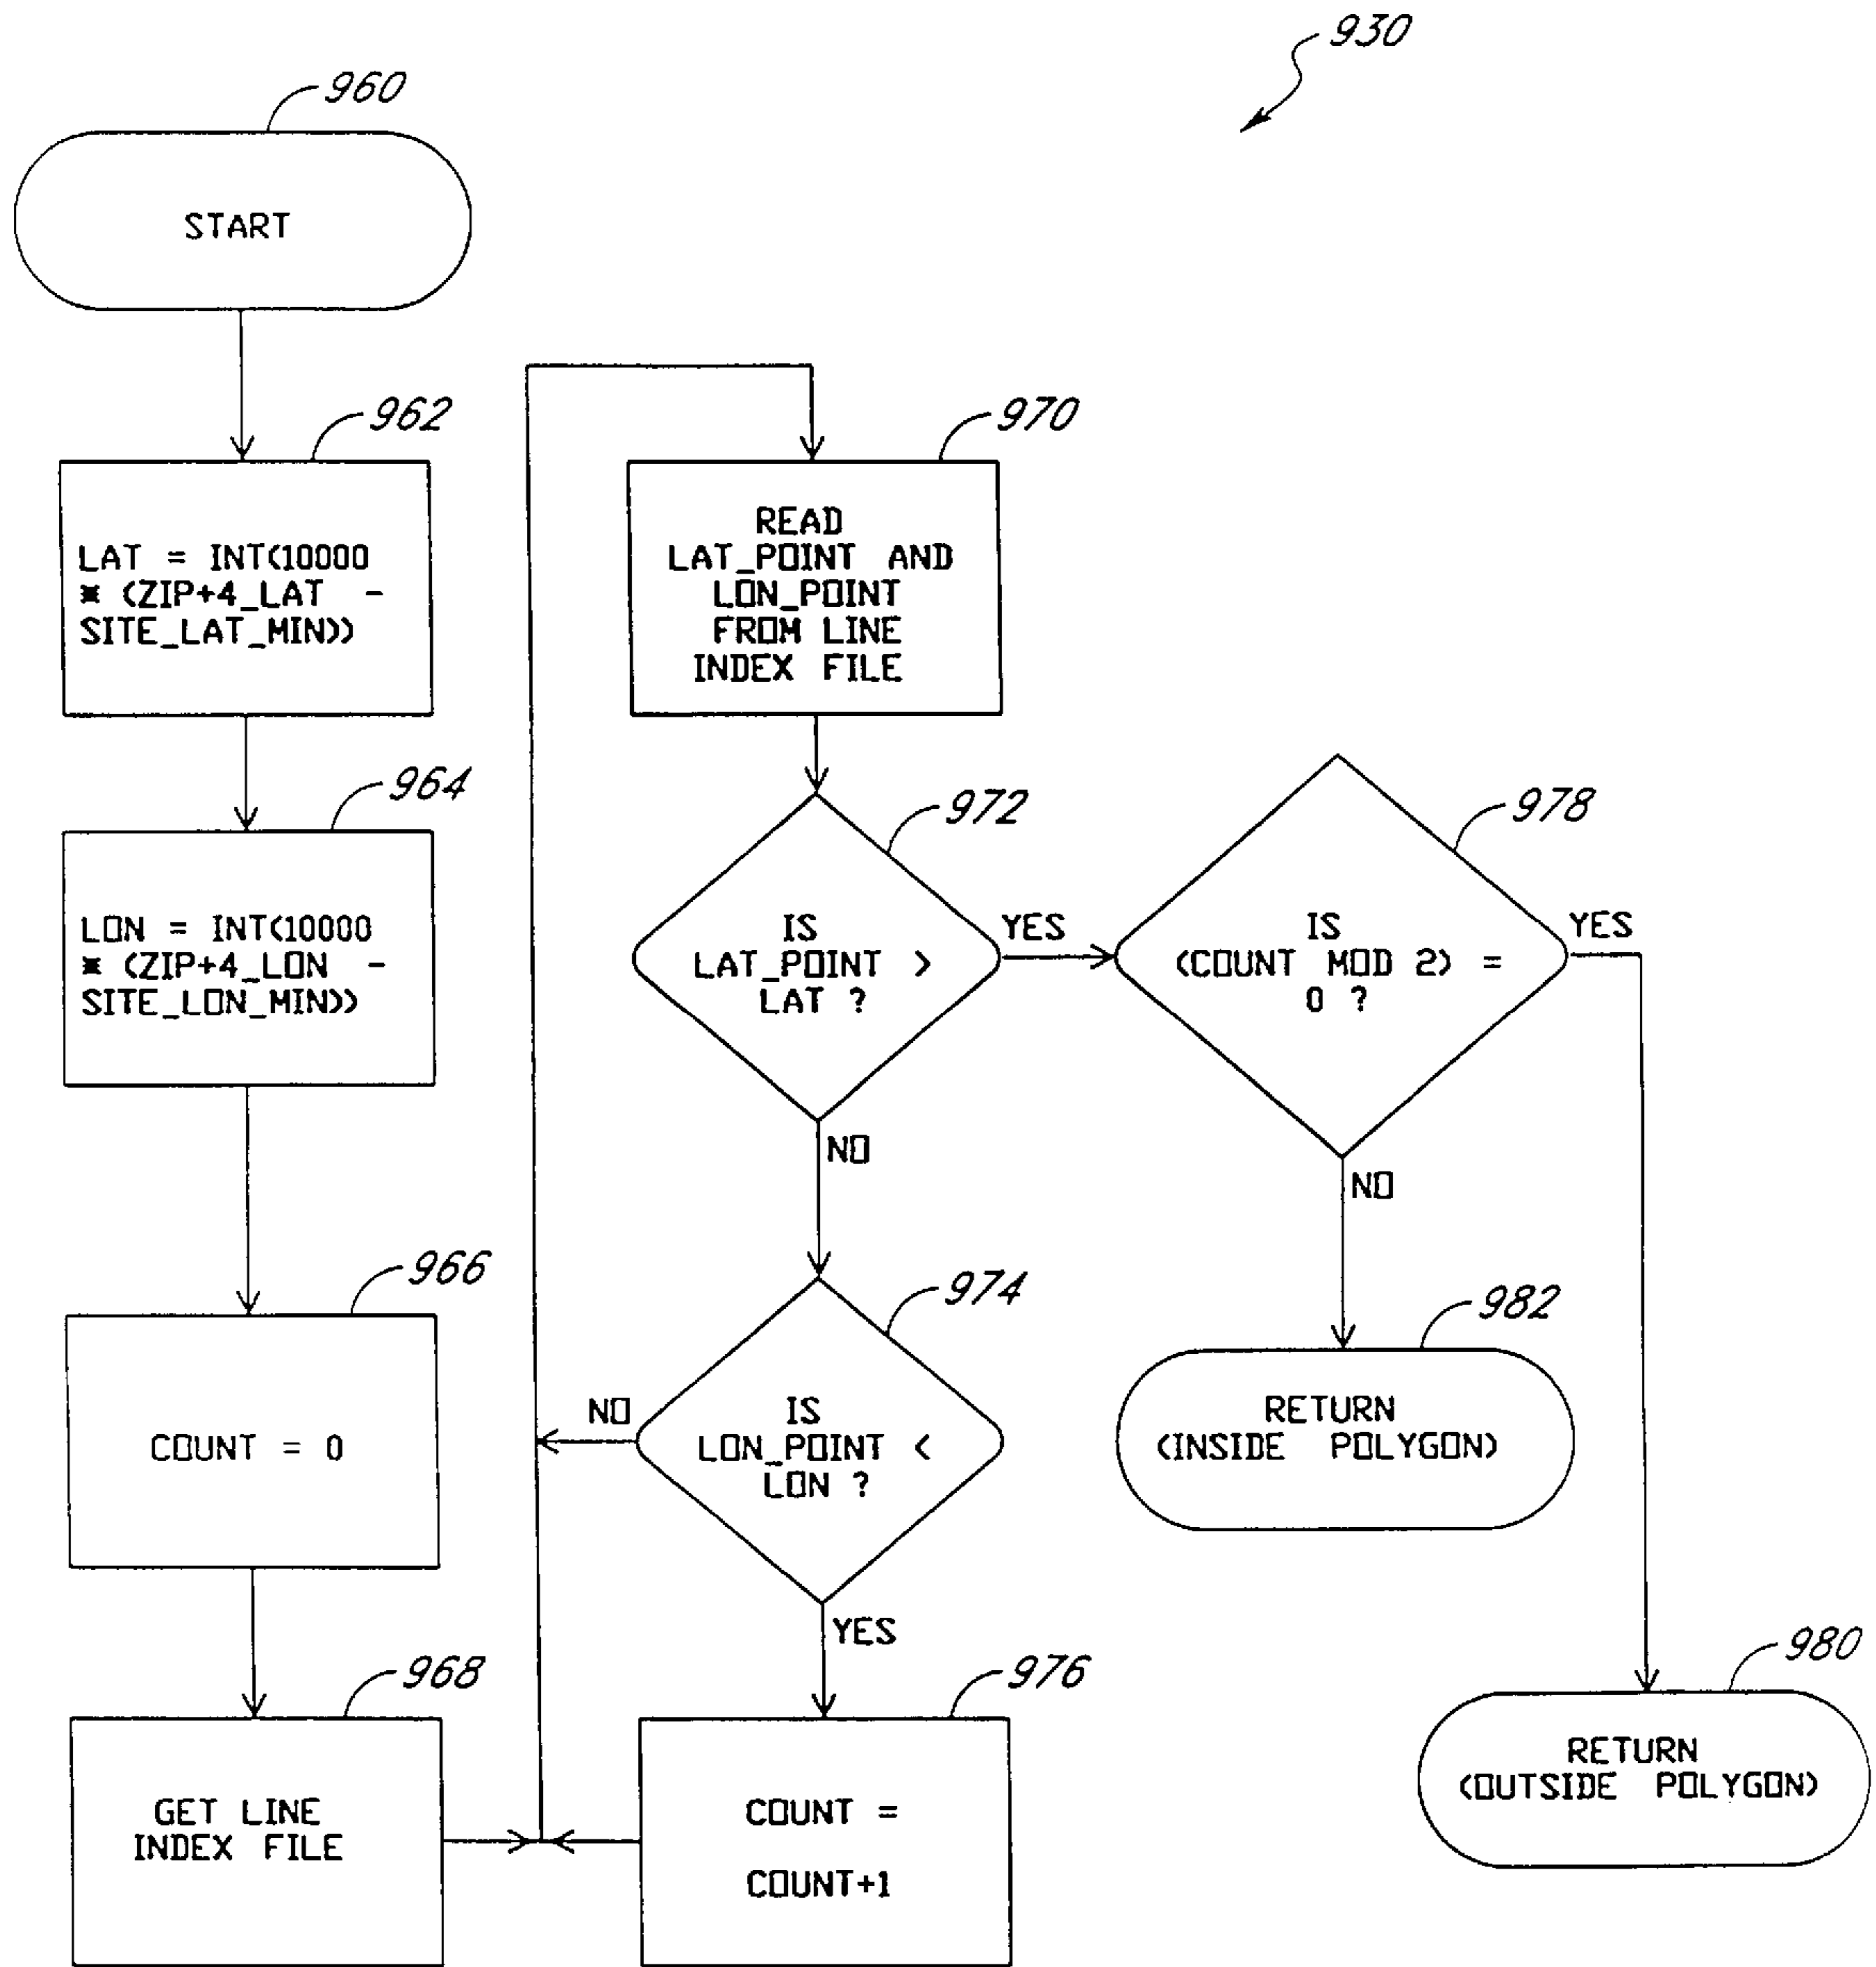 930
960
START
962
LAT = INT(10000
* (ZIP+4_LAT -
SITE_LAT_MIN))
964
LON = INT(10000
* (ZIP+4_LON -
SITE_LON_MIN))
966
COUNT = 0
968
GET LINE
INDEX FILE
970
READ
LAT_POINT AND
LON_POINT
FROM LINE
INDEX FILE
972
IS
LAT_POINT >
LAT ?
YES
NO
974
IS
LON_POINT <
LON ?
NO
YES
976
COUNT =
COUNT+1
978
IS
(COUNT MOD 2) =
0 ?
YES
NO
982
RETURN
(INSIDE POLYGON)
980
RETURN
(OUTSIDE POLYGON)